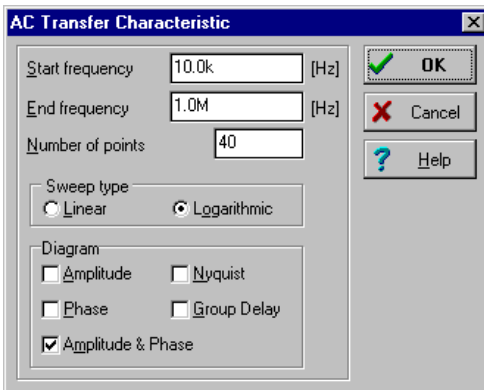 AC Transfer Characteristic
Start frequency 10.0k [Hz]
End frequency 1.0M [Hz]
Number of points 40
Sweep type
Linear Logarithmic
Diagram
Amplitude Nyquist
Phase Group Delay
Amplitude & Phase
OK
Cancel
? Help